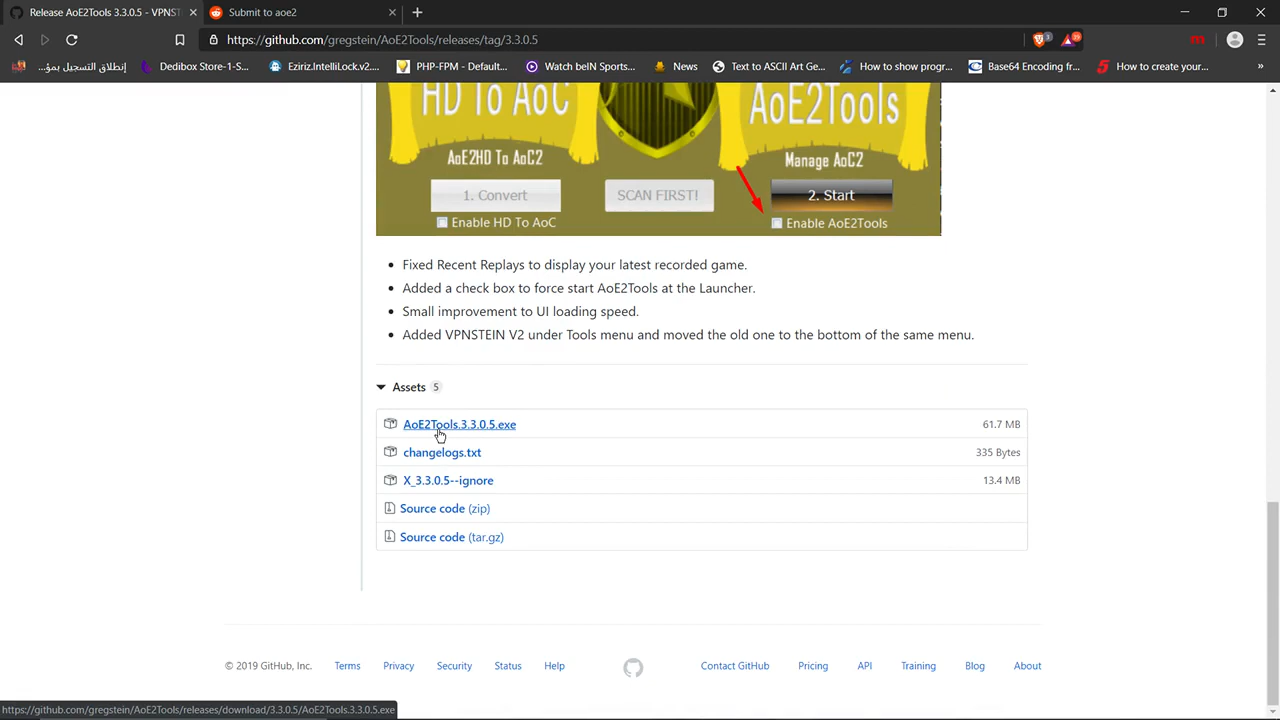 Release AoE2Tools 3.3.0.5 - VPNST
Submit to aoe2
https://github.com/gregstein/AoE2Tools/releases/tag/3.3.0.5
إنطلاق التسجيل بمؤ...
Dedibox Store-1-S...
Eziriz.IntelliLock.v2....
PHP-FPM - Default...
Watch beIN Sports...
News
Text to ASCII Art Ge...
How to show progr...
Base64 Encoding fr...
How to create your...
»
HD To AoC
AoE2Tools
AoE2HD To AoC2
Manage AoC2
1. Convert
SCAN FIRST!
2. Start
Enable HD To AoC
Enable AoE2Tools
• Fixed Recent Replays to display your latest recorded game.
• Added a check box to force start AoE2Tools at the Launcher.
• Small improvement to UI loading speed.
• Added VPNSTEIN V2 under Tools menu and moved the old one to the bottom of the same menu.
Assets 5
AoE2Tools.3.3.0.5.exe 61.7 MB
changelogs.txt 335 Bytes
X_3.3.0.5--ignore 13.4 MB
Source code (zip)
Source code (tar.gz)
© 2019 GitHub, Inc. Terms Privacy Security Status Help Contact GitHub Pricing API Training Blog About
https://github.com/gregstein/AoE2Tools/releases/download/3.3.0.5/AoE2Tools.3.3.0.5.exe